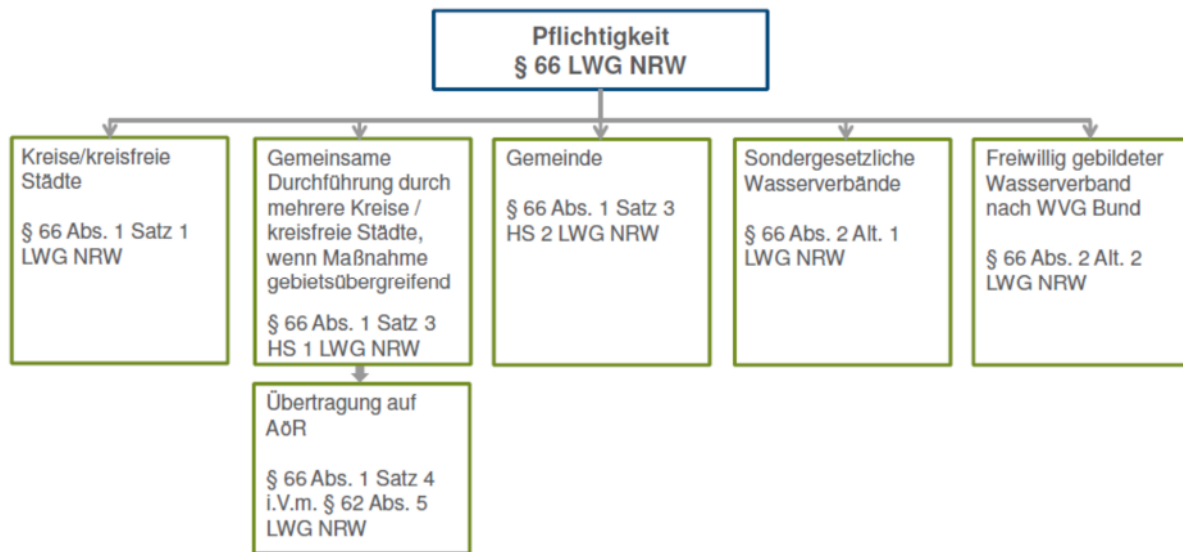 Pflichtigkeit
§ 66 LWG NRW
Kreise/kreisfreie
Städte
§ 66 Abs. 1 Satz 1
LWG NRW
Gemeinsame
Durchführung durch
mehrere Kreise /
kreisfreie Städte,
wenn Maßnahme
gebietsübergreifend
§ 66 Abs. 1 Satz 3
HS 1 LWG NRW
Übertragung auf
AöR
§ 66 Abs. 1 Satz 4
i.V.m. § 62 Abs. 5
LWG NRW
Gemeinde
§ 66 Abs. 1 Satz 3
HS 2 LWG NRW
Sondergesetzliche
Wasserverbände
§ 66 Abs. 2 Alt. 1
LWG NRW
Freiwillig gebildeter
Wasserverband
nach WVG Bund
§ 66 Abs. 2 Alt. 2
LWG NRW